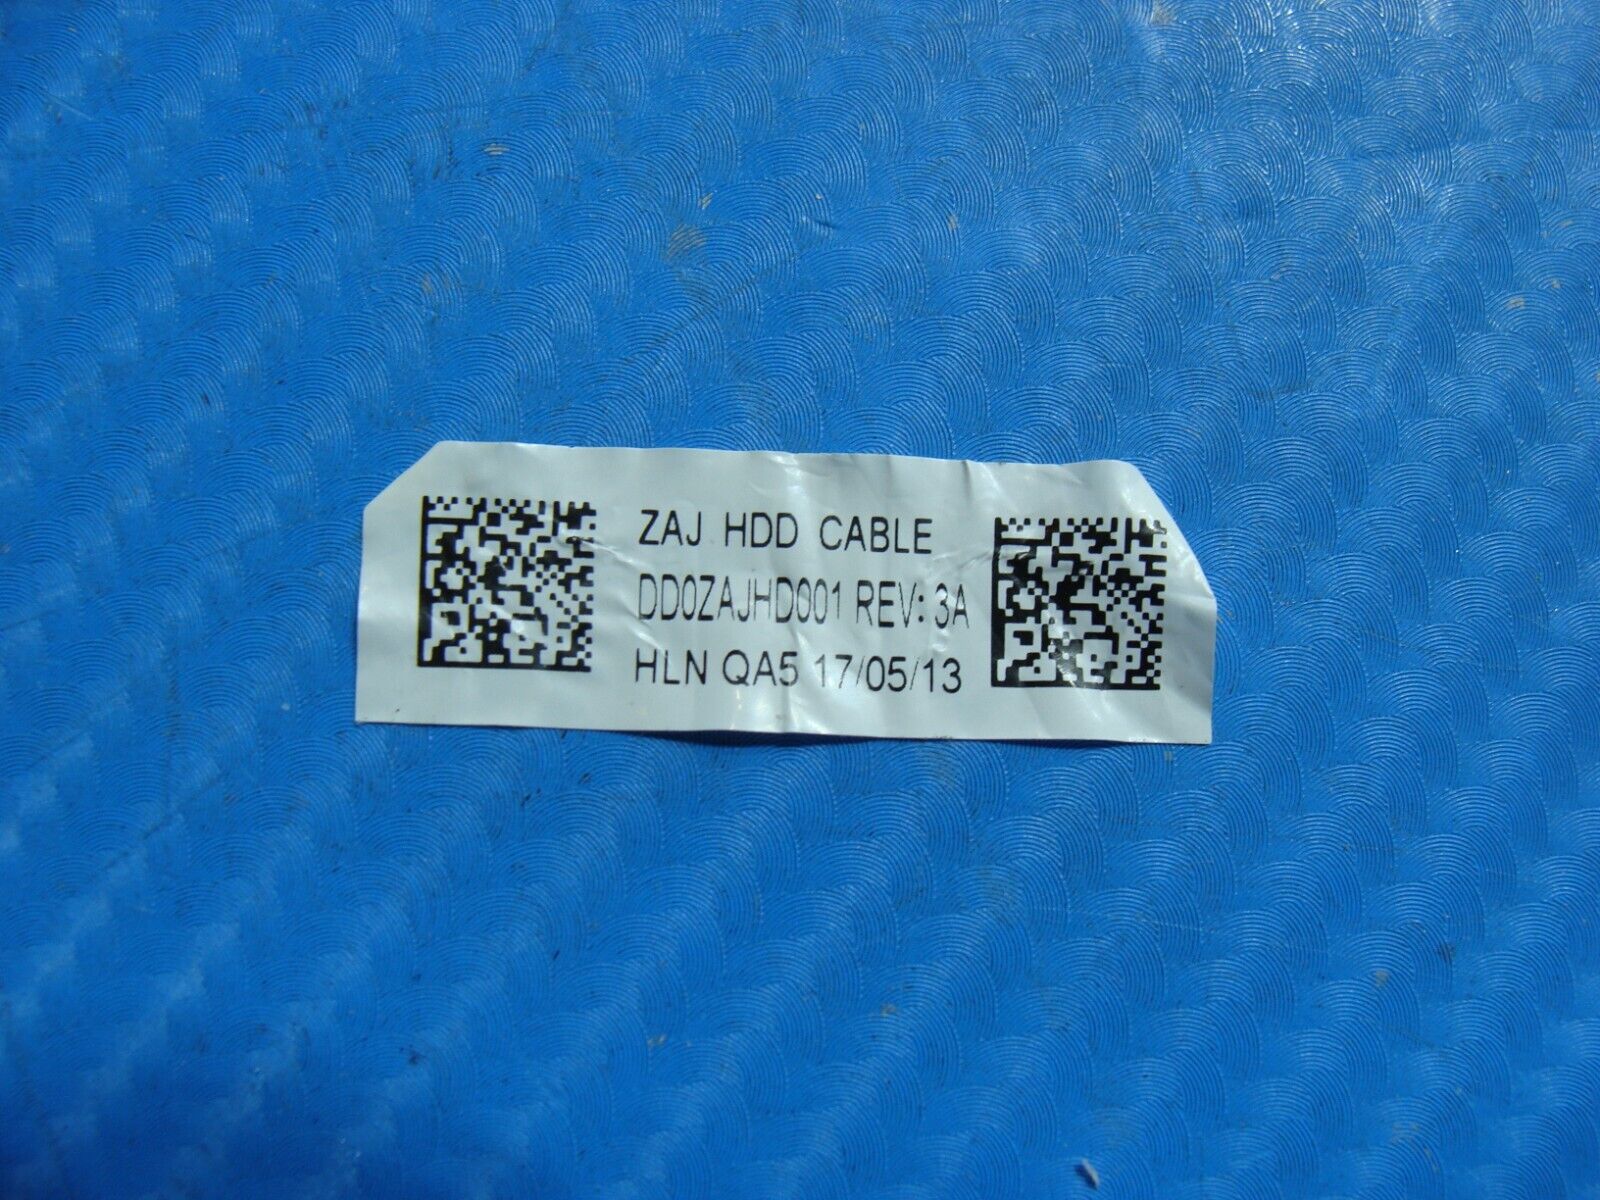 ZAJ HDD CABLE
DD0ZAJHD001 REV: 3A
HLN QA5 17/05/13